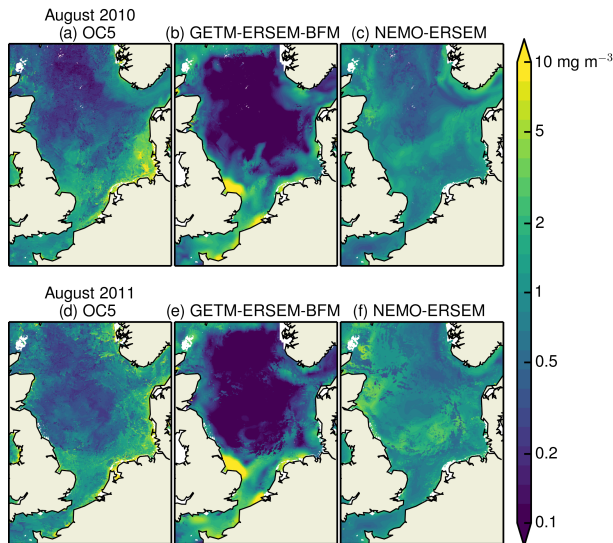 August 2010
(a) OC5 (b) GETM-ERSEM-BFM (c) NEMO-ERSEM
10 mg m⁻³
5
2
1
0.5
0.2
0.1
August 2011
(d) OC5 (e) GETM-ERSEM-BFM (f) NEMO-ERSEM